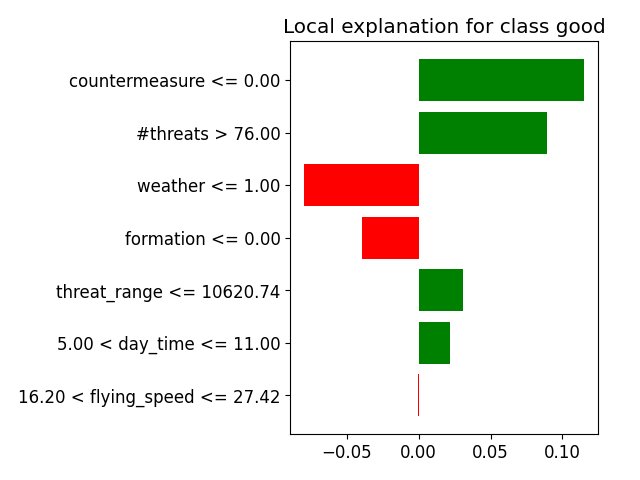 Local explanation for class good
countermeasure <= 0.00
#threats > 76.00
weather <= 1.00
formation <= 0.00
threat_range <= 10620.74
5.00 < day_time <= 11.00
16.20 < flying_speed <= 27.42
−0.05 0.00 0.05 0.10